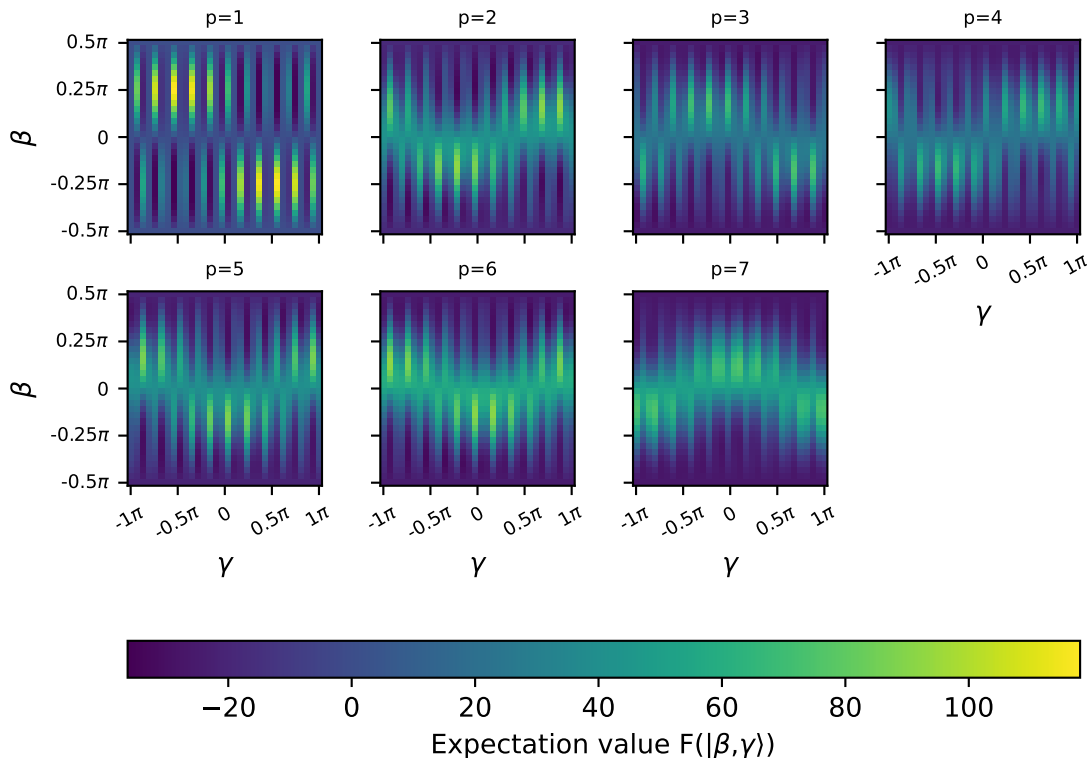 p=1 p=2 p=3 p=4
0.5π
0.25π
β
0
-0.25π
-0.5π
-1π -0.5π 0 0.5π 1π
γ
p=5 p=6 p=7
0.5π
0.25π
β
0
-0.25π
-0.5π
-1π -0.5π 0 0.5π 1π -1π -0.5π 0 0.5π 1π -1π -0.5π 0 0.5π 1π
γ γ γ
−20 0 20 40 60 80 100
Expectation value F(|β,γ⟩)